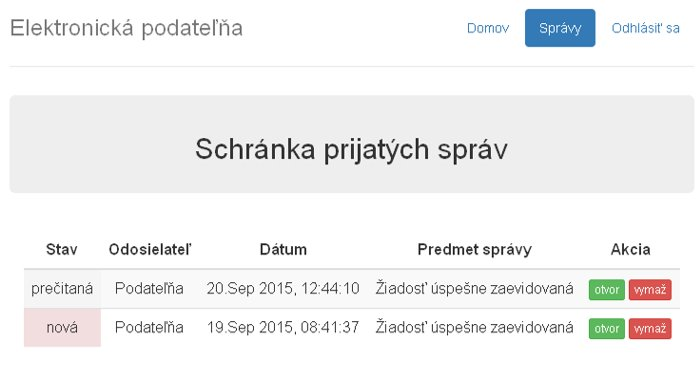 Elektronická podateľňa Domov Správy Odhlásiť sa
Schránka prijatých správ
Stav Odosielateľ Dátum Predmet správy Akcia
prečitaná Podateľňa 20.Sep 2015, 12:44:10 Žiadosť úspešne zaevidovaná otvor vymaž
nová Podateľňa 19.Sep 2015, 08:41:37 Žiadosť úspešne zaevidovaná otvor vymaž